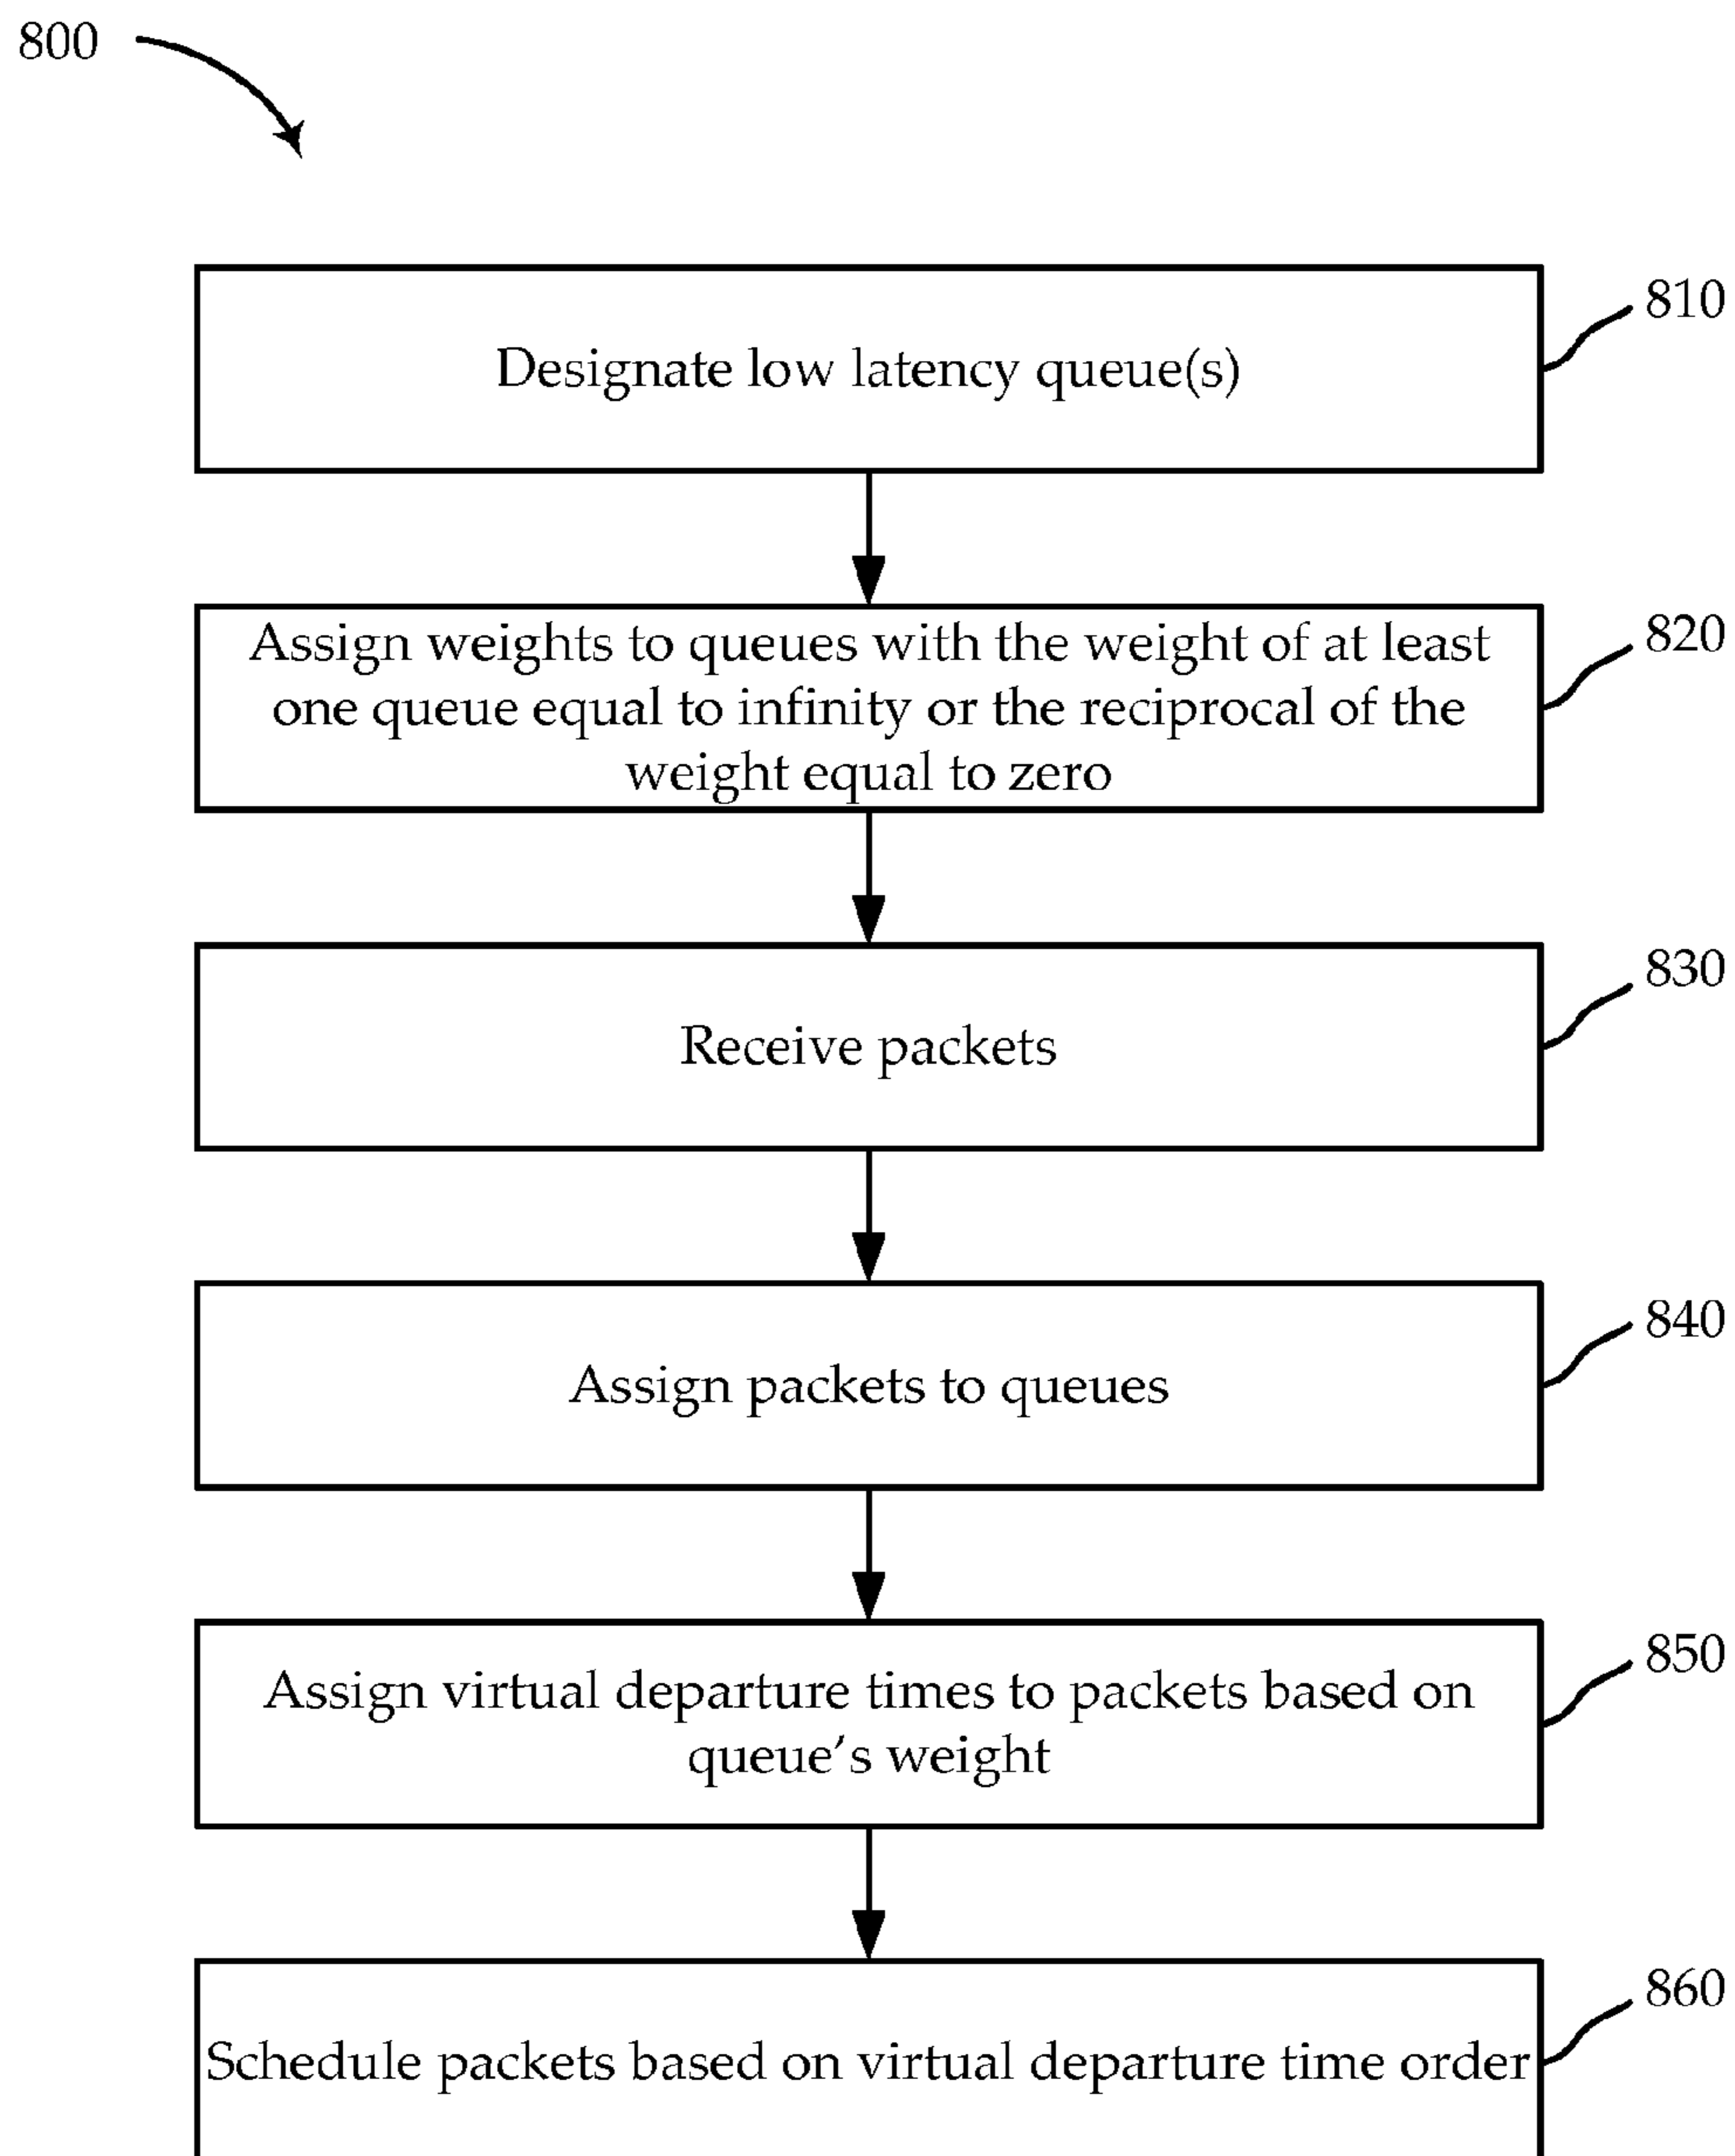 800
810
Designate low latency queue(s)
820
Assign weights to queues with the weight of at least
one queue equal to infinity or the reciprocal of the
weight equal to zero
830
Receive packets
840
Assign packets to queues
850
Assign virtual departure times to packets based on
queue's weight
860
Schedule packets based on virtual departure time order